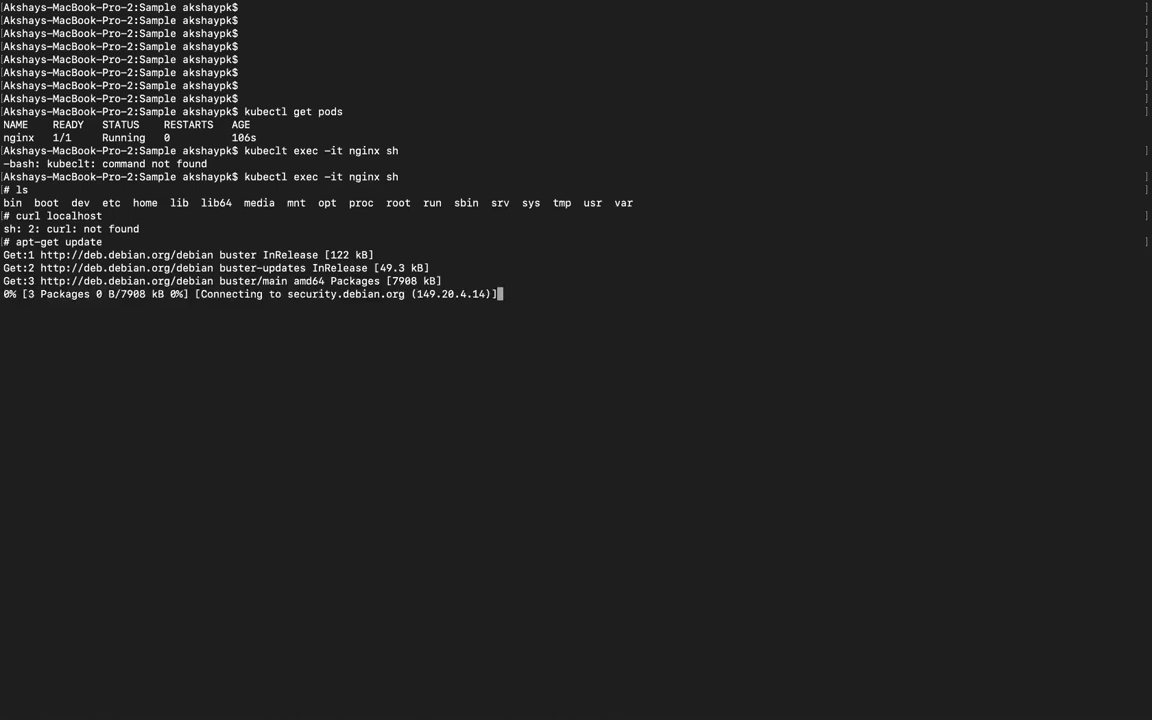 [Akshays-MacBook-Pro-2:Sample akshaypk$ ]
[Akshays-MacBook-Pro-2:Sample akshaypk$ ]
[Akshays-MacBook-Pro-2:Sample akshaypk$ ]
[Akshays-MacBook-Pro-2:Sample akshaypk$ ]
[Akshays-MacBook-Pro-2:Sample akshaypk$ ]
[Akshays-MacBook-Pro-2:Sample akshaypk$ ]
[Akshays-MacBook-Pro-2:Sample akshaypk$ ]
[Akshays-MacBook-Pro-2:Sample akshaypk$ ]
[Akshays-MacBook-Pro-2:Sample akshaypk$ kubectl get pods ]
NAME READY STATUS RESTARTS AGE
nginx 1/1 Running 0 106s
[Akshays-MacBook-Pro-2:Sample akshaypk$ kubeclt exec -it nginx sh ]
-bash: kubeclt: command not found
[Akshays-MacBook-Pro-2:Sample akshaypk$ kubectl exec -it nginx sh ]
[# ls ]
bin boot dev etc home lib lib64 media mnt opt proc root run sbin srv sys tmp usr var
[# curl localhost ]
sh: 2: curl: not found
[# apt-get update ]
Get:1 http://deb.debian.org/debian buster InRelease [122 kB]
Get:2 http://deb.debian.org/debian buster-updates InRelease [49.3 kB]
Get:3 http://deb.debian.org/debian buster/main amd64 Packages [7908 kB]
0% [3 Packages 0 B/7908 kB 0%] [Connecting to security.debian.org (149.20.4.14)]